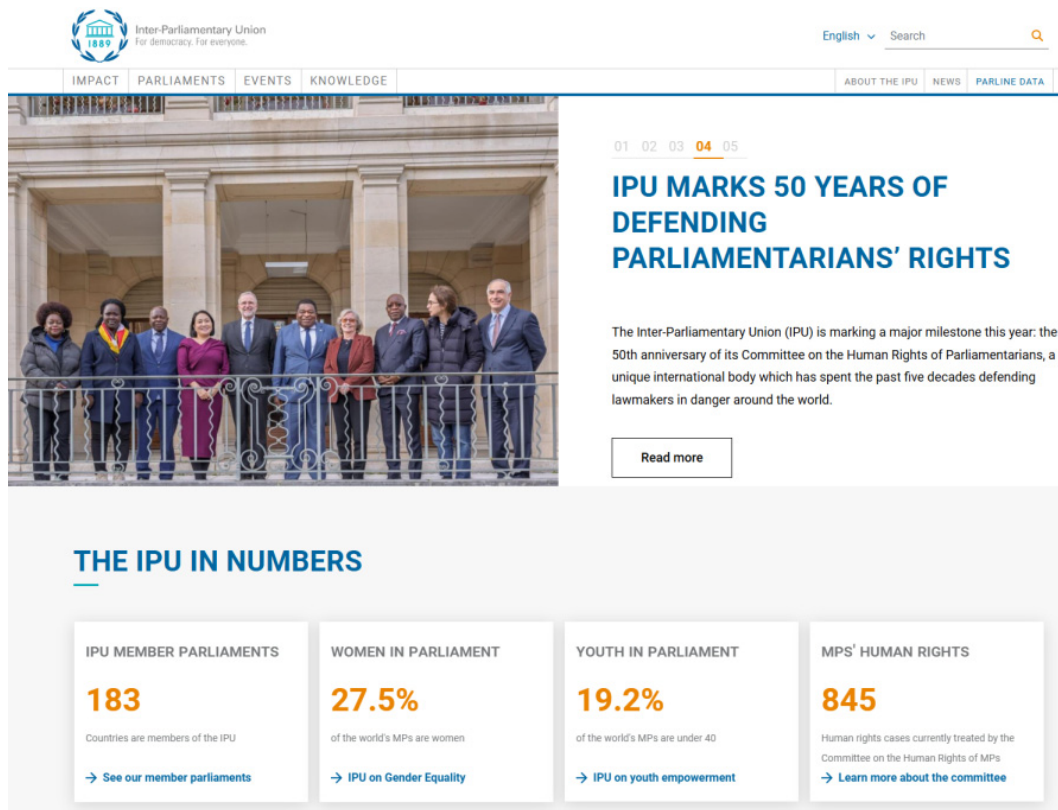 1889
Inter-Parliamentary Union
For democracy. For everyone.
English
Search
IMPACT
PARLIAMENTS
EVENTS
KNOWLEDGE
ABOUT THE IPU
NEWS
PARLINE DATA
01 02 03 04 05
IPU MARKS 50 YEARS OF
DEFENDING
PARLIAMENTARIANS’ RIGHTS
The Inter-Parliamentary Union (IPU) is marking a major milestone this year: the
50th anniversary of its Committee on the Human Rights of Parliamentarians, a
unique international body which has spent the past five decades defending
lawmakers in danger around the world.
Read more
THE IPU IN NUMBERS
IPU MEMBER PARLIAMENTS
183
Countries are members of the IPU
→ See our member parliaments
WOMEN IN PARLIAMENT
27.5%
of the world's MPs are women
→ IPU on Gender Equality
YOUTH IN PARLIAMENT
19.2%
of the world's MPs are under 40
→ IPU on youth empowerment
MPS' HUMAN RIGHTS
845
Human rights cases currently treated by the
Committee on the Human Rights of MPs
→ Learn more about the committee